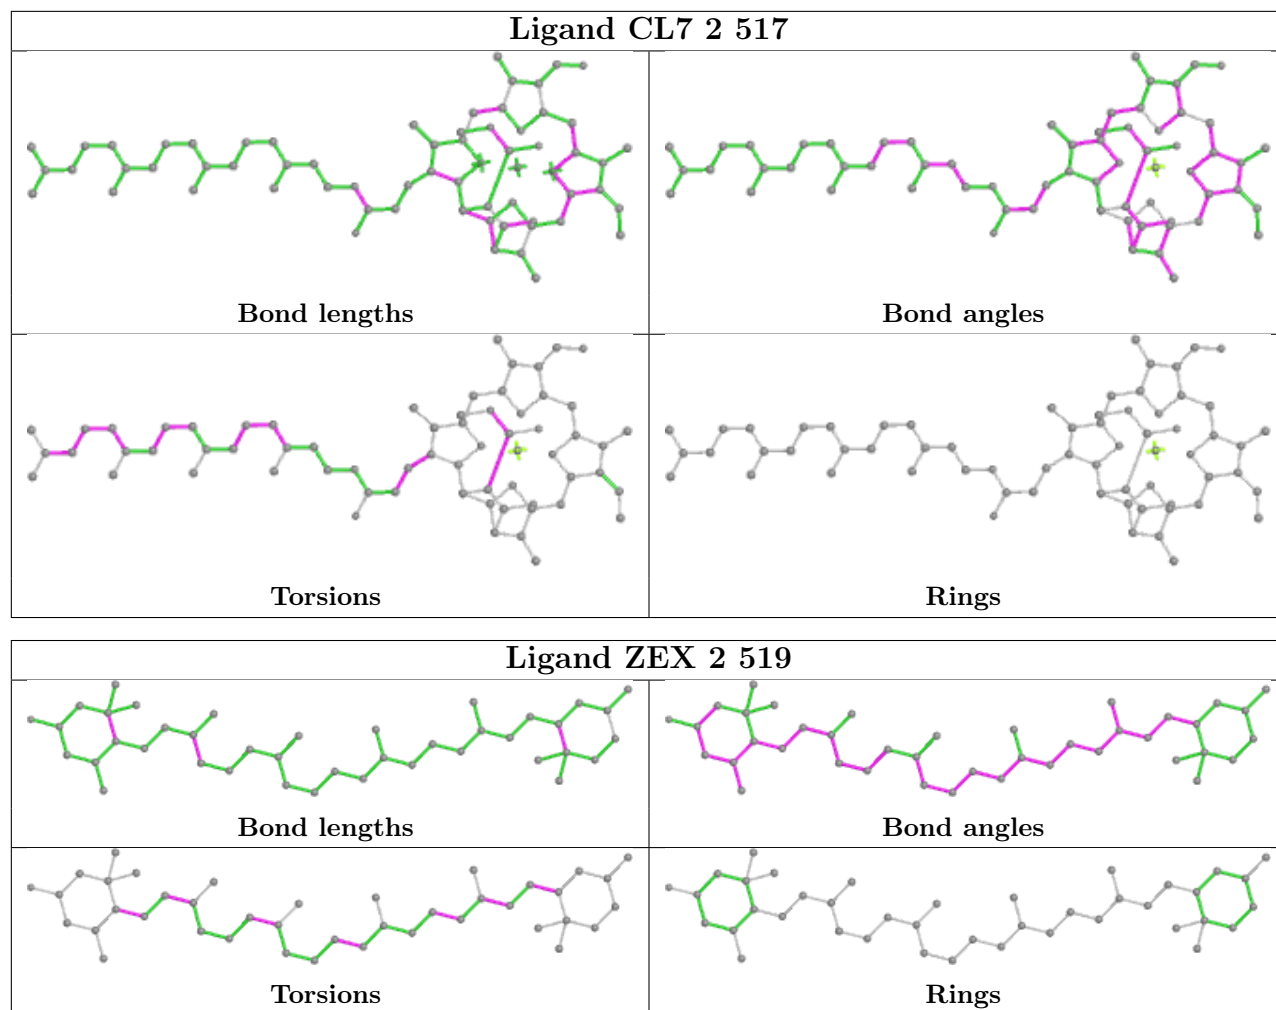 Ligand CL7 2 517
Bond lengths
Bond angles
Torsions
Rings
Ligand ZEX 2 519
Bond lengths
Bond angles
Torsions
Rings